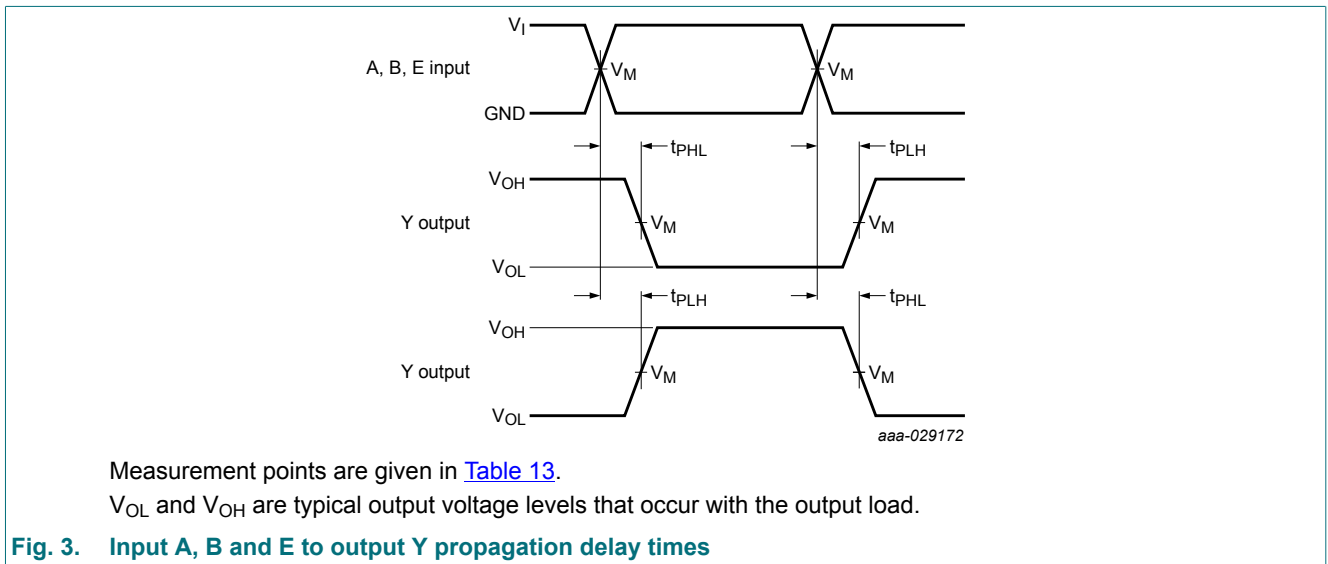 VI
A, B, E input
VM
VM
GND
tPHL
tPLH
VOH
Y output
VM
VM
VOL
tPLH
tPHL
VOH
Y output
VM
VM
VOL
aaa-029172
Measurement points are given in Table 13.
VOL and VOH are typical output voltage levels that occur with the output load.
Fig. 3. Input A, B and E to output Y propagation delay times